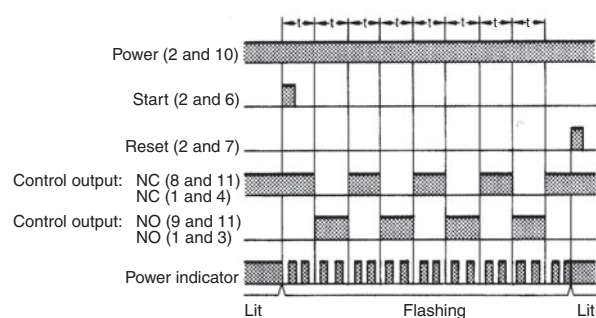 t t t t t t t t
Power (2 and 10)
Start (2 and 6)
Reset (2 and 7)
Control output: NC (8 and 11)
NC (1 and 4)
Control output: NO (9 and 11)
NO (1 and 3)
Power indicator
Lit Flashing Lit